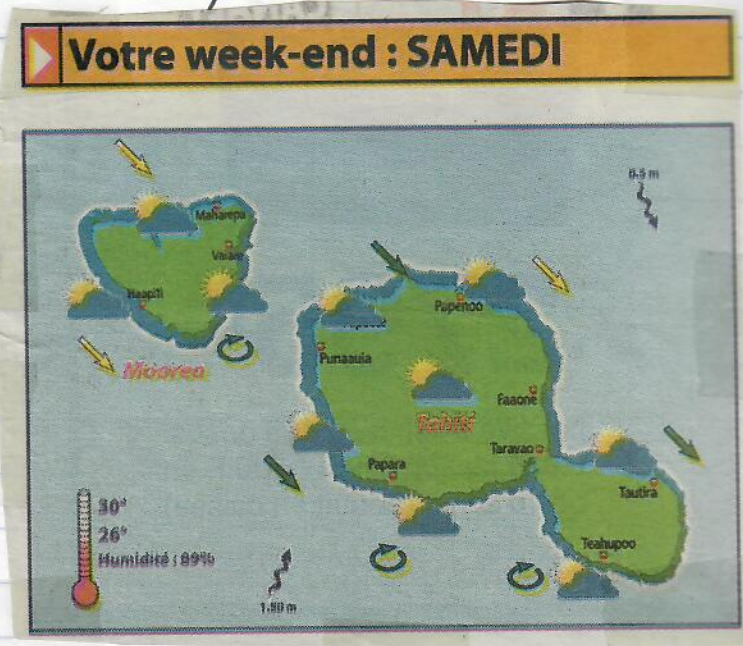 Votre week-end : SAMEDI
0.5 m
Maharepa
Vaiare
Haapiti
Moorea
Papenoo
Punaauia
Faaone
Tahiti
Taravao
Papara
Tautira
Teahupoo
30°
26°
Humidité : 89%
1.80 m